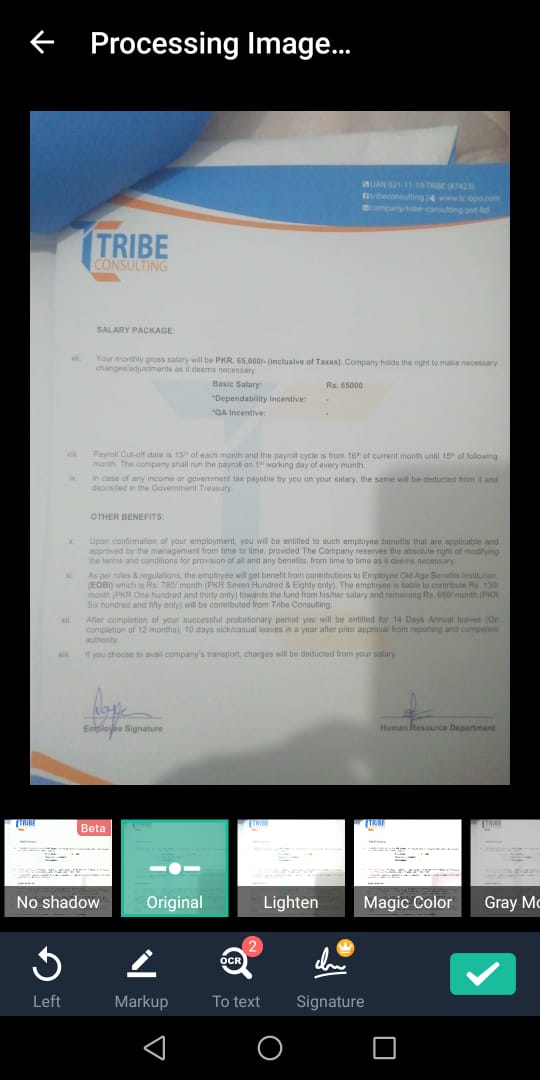 Processing Image...
UAN 021-11-10-TRIBE (87423)
tribeconsulting. www.tc-bpo.com
company/tribe-consulting-pvt-ltd
TRIBE
CONSULTING
SALARY PACKAGE:
vii. Your monthly gross salary will be PKR. 65,000/- (inclusive of Taxes). Company holds the right to make necessary
changes/adjustments as it deems necessary.
Basic Salary: Rs. 65000
*Dependability Incentive: -
*QA Incentive: -
viii. Payroll Cut-off date is 15th of each month and the payroll cycle is from 16th of current month until 15th of following
month. The company shall run the payroll on 1st working day of every month.
ix. In case of any income or government tax payable by you on your salary, the same will be deducted from it and
deposited in the Government Treasury.
OTHER BENEFITS:
x. Upon confirmation of your employment, you will be entitled to such employee benefits that are applicable and
approved by the management from time to time, provided The Company reserves the absolute right of modifying
the terms and conditions for provision of all and any benefits, from time to time as it deems necessary.
xi. As per rules & regulations, the employee will get benefit from contributions to Employee Old Age Benefits Institution,
(EOBI) which is Rs. 780/ month (PKR Seven Hundred & Eighty only). The employee is liable to contribute Rs. 130/
month (PKR One hundred and thirty only) towards the fund from his/her salary and remaining Rs. 650/ month (PKR
Six hundred and fifty only) will be contributed from Tribe Consulting.
xii. After completion of your successful probationary period you will be entitled for 14 Days Annual leaves (On
completion of 12 months), 10 days sick/casual leaves in a year after prior approval from reporting and competent
authority.
xiii. If you choose to avail company's transport, charges will be deducted from your salary.
Employee Signature Human Resource Department
Beta
No shadow Original Lighten Magic Color Gray Mo
OCR 2
Left Markup To text Signature